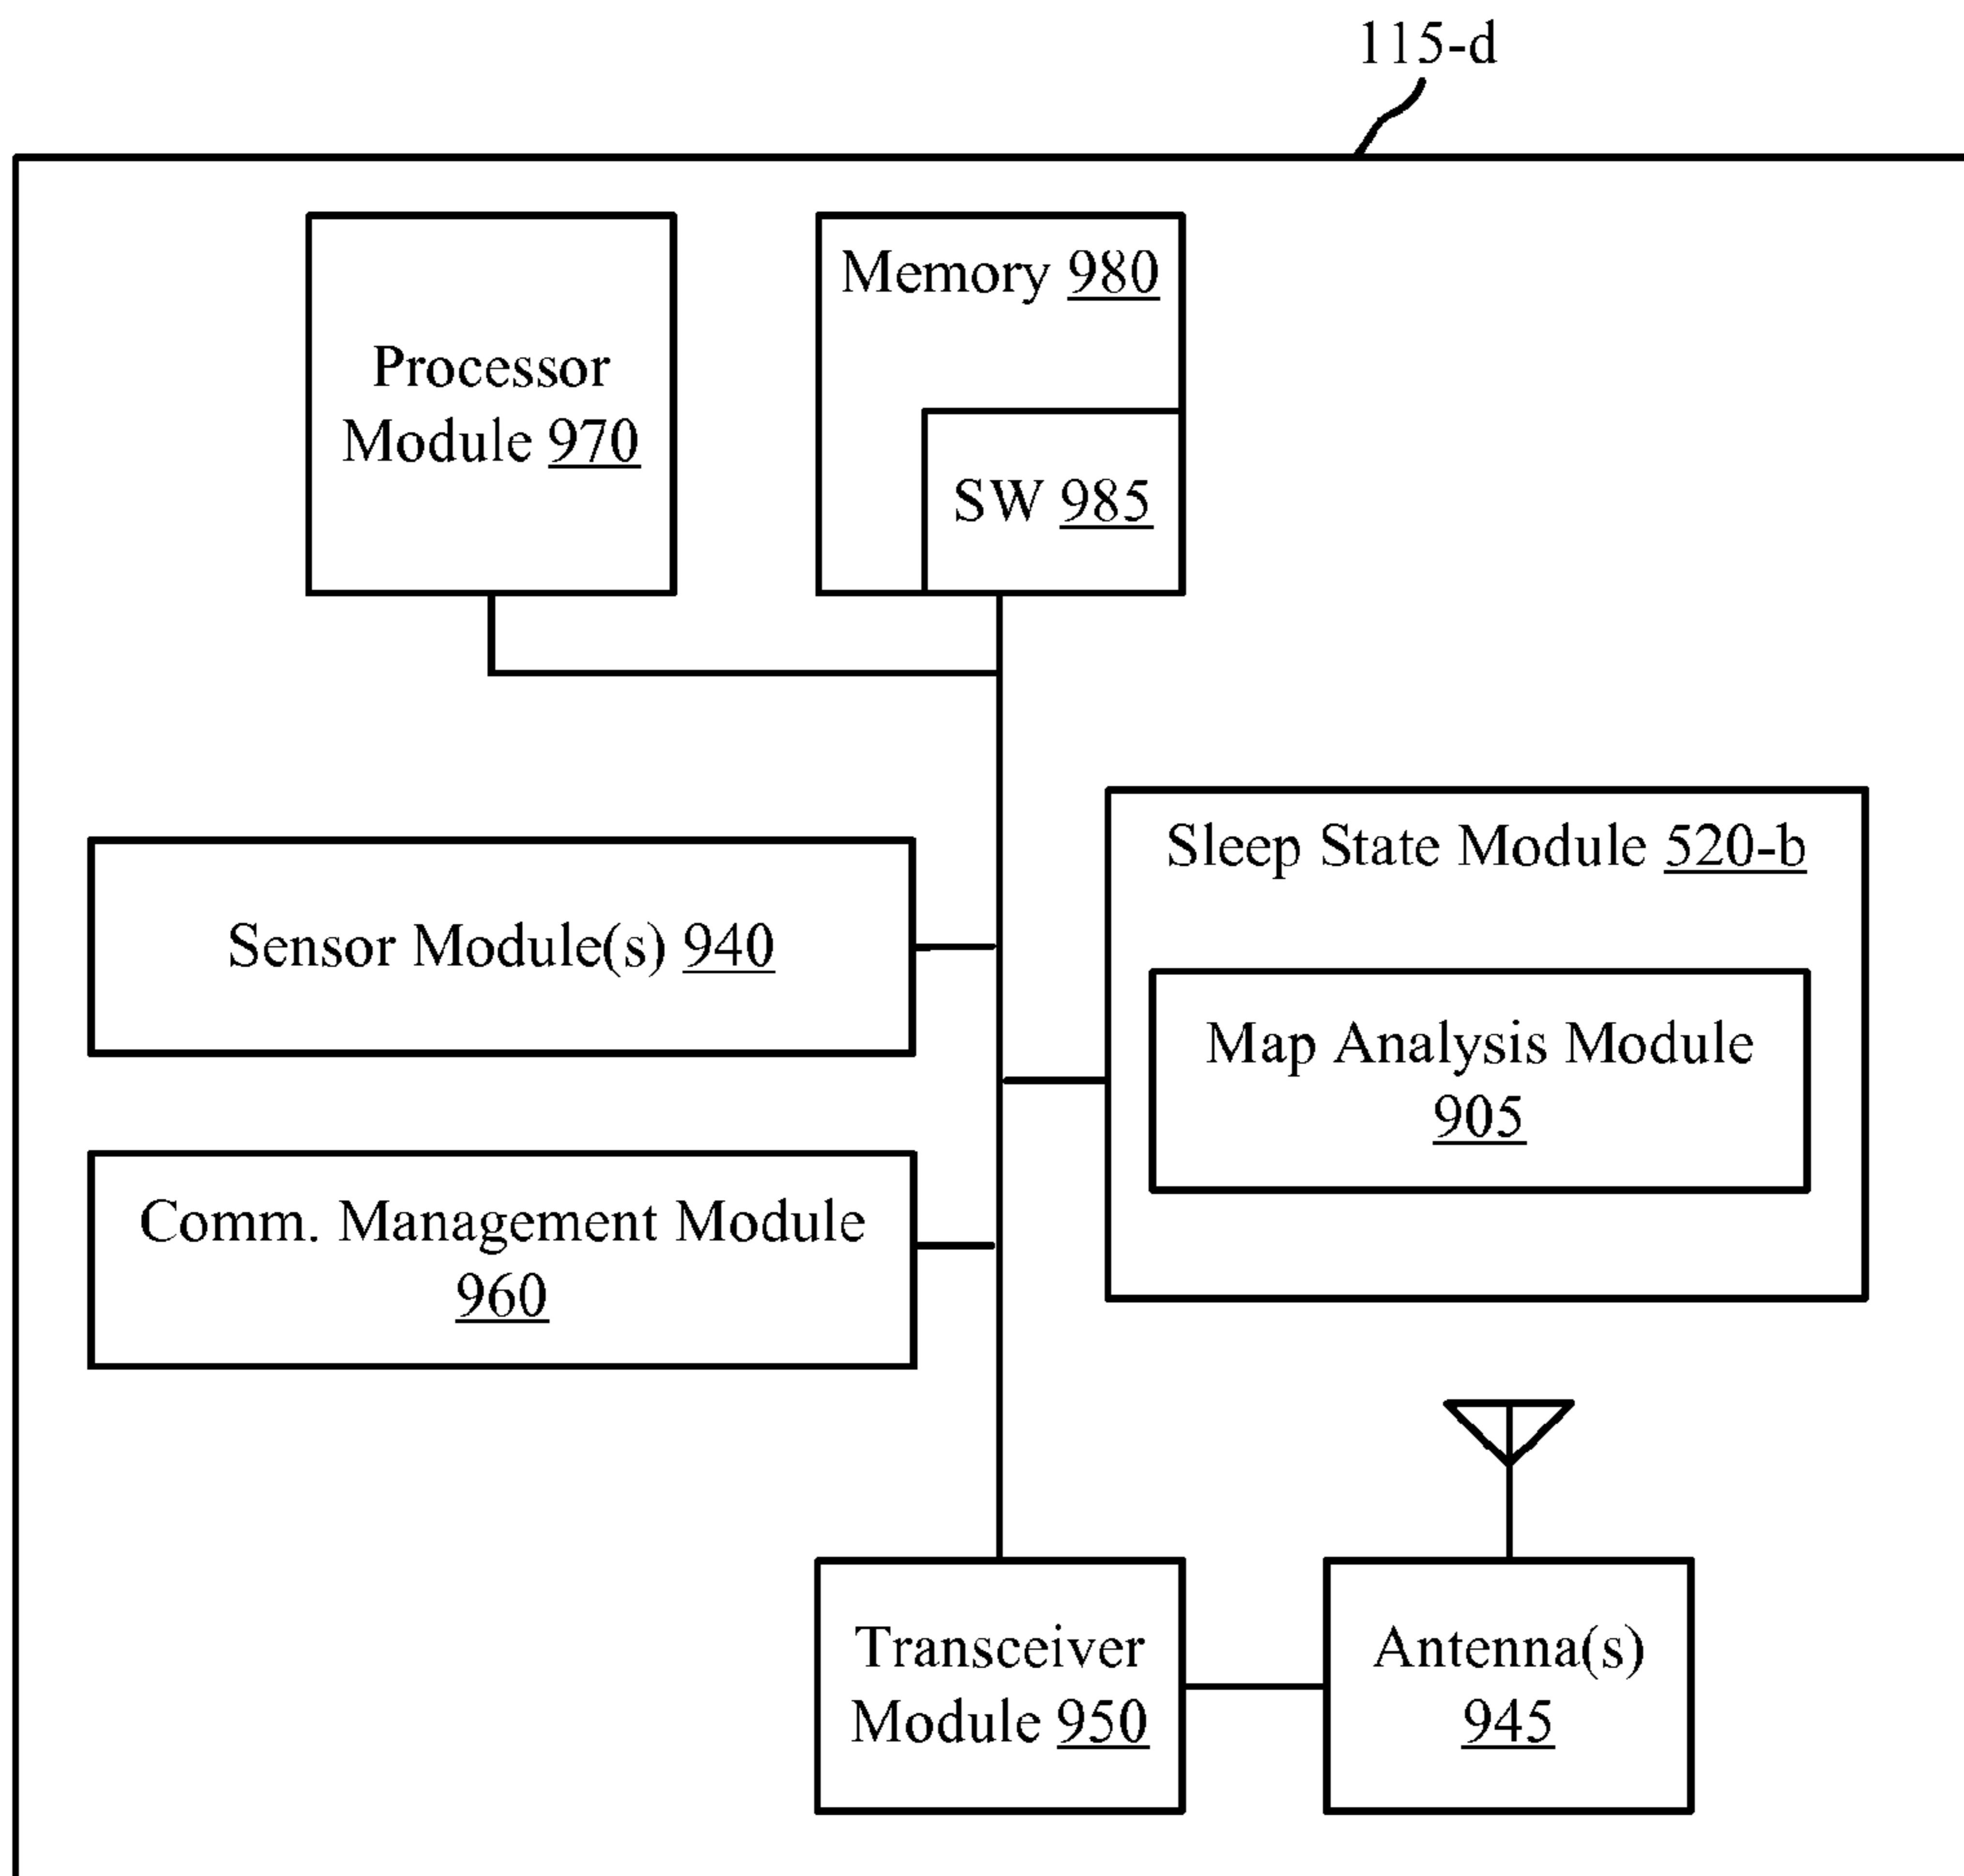 115-d
Processor
Module 970
Memory 980
SW 985
Sensor Module(s) 940
Sleep State Module 520-b
Map Analysis Module
905
Comm. Management Module
960
Transceiver
Module 950
Antenna(s)
945